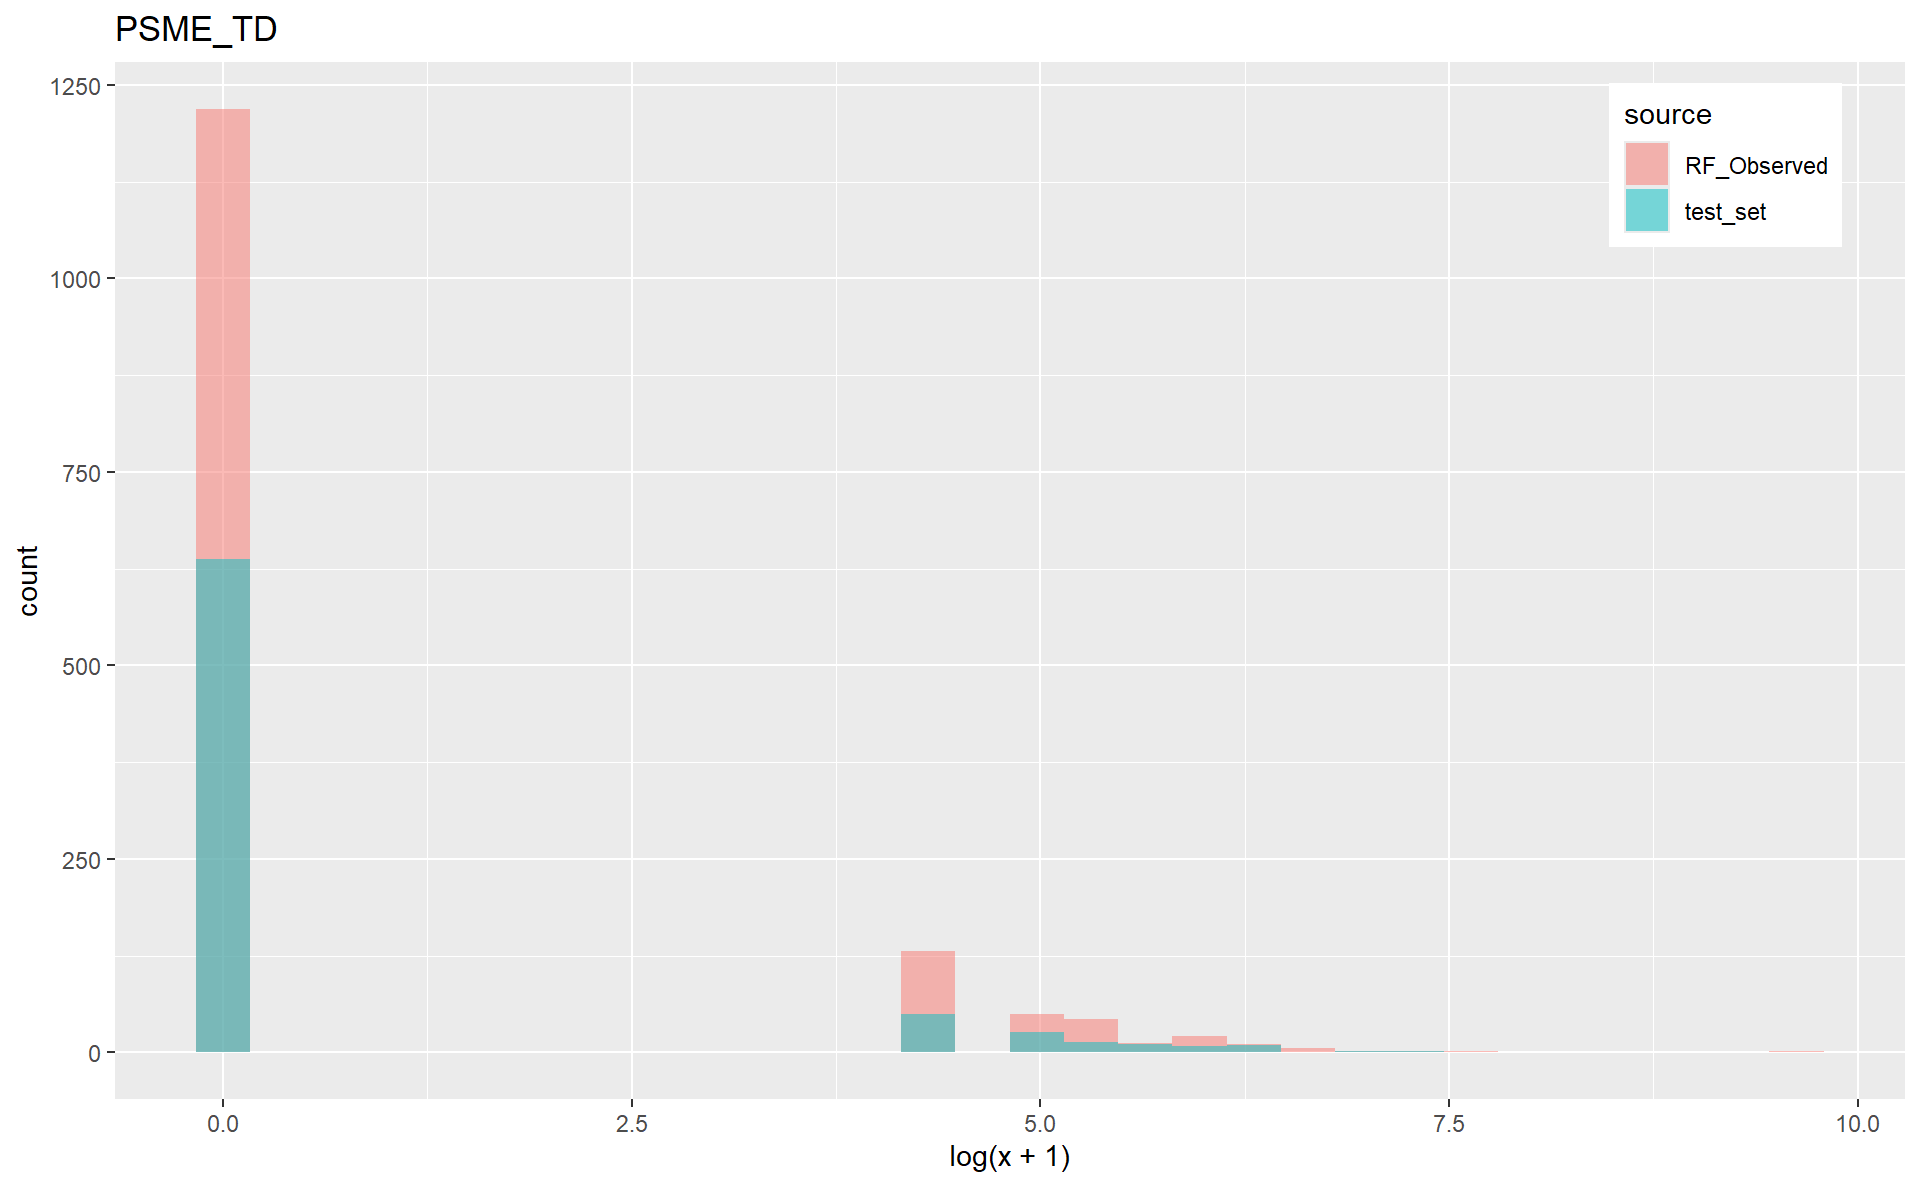 PSME_TD
1250
1000
750
500
250
0
count
0.0 2.5 5.0 7.5 10.0
log(x + 1)
source
RF_Observed
test_set